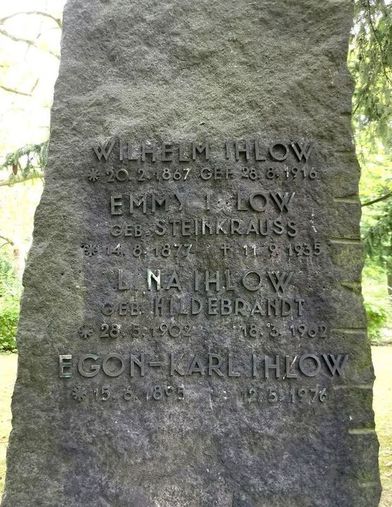 WILHELM IHLOW
* 20.2.1867 GEF. 28.8.1916
EMMY I LOW
GEB. STEINKRAUSS
* 14.8.1877 † 11.9.1935
LINA IHLOW
GEB. HILDEBRANDT
* 28.5.1902 18.3.1962
EGON-KARL IHLOW
* 15.8.1895 12.5.1976